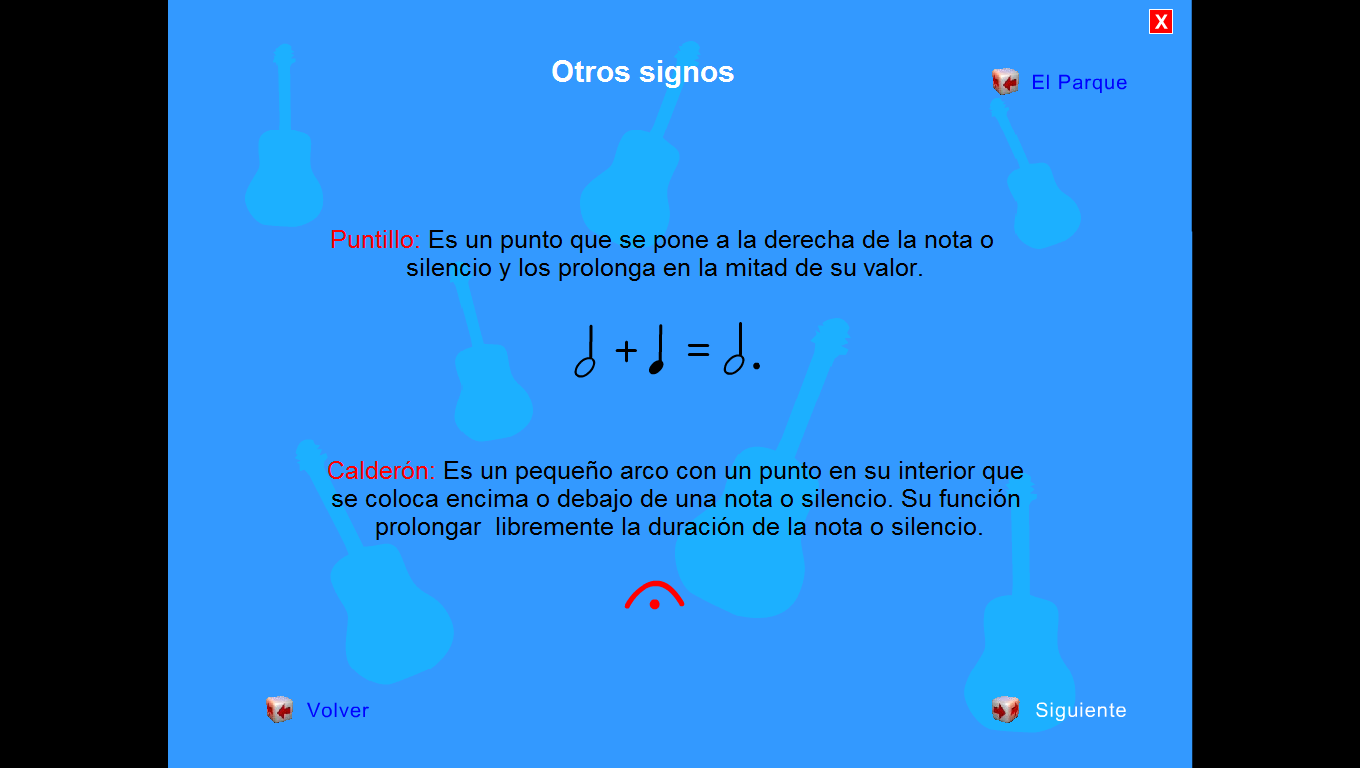 X
Otros signos
El Parque
Puntillo: Es un punto que se pone a la derecha de la nota o
silencio y los prolonga en la mitad de su valor.
+ = .
Calderón: Es un pequeño arco con un punto en su interior que
se coloca encima o debajo de una nota o silencio. Su función
prolongar  libremente la duración de la nota o silencio.
Volver
Siguiente